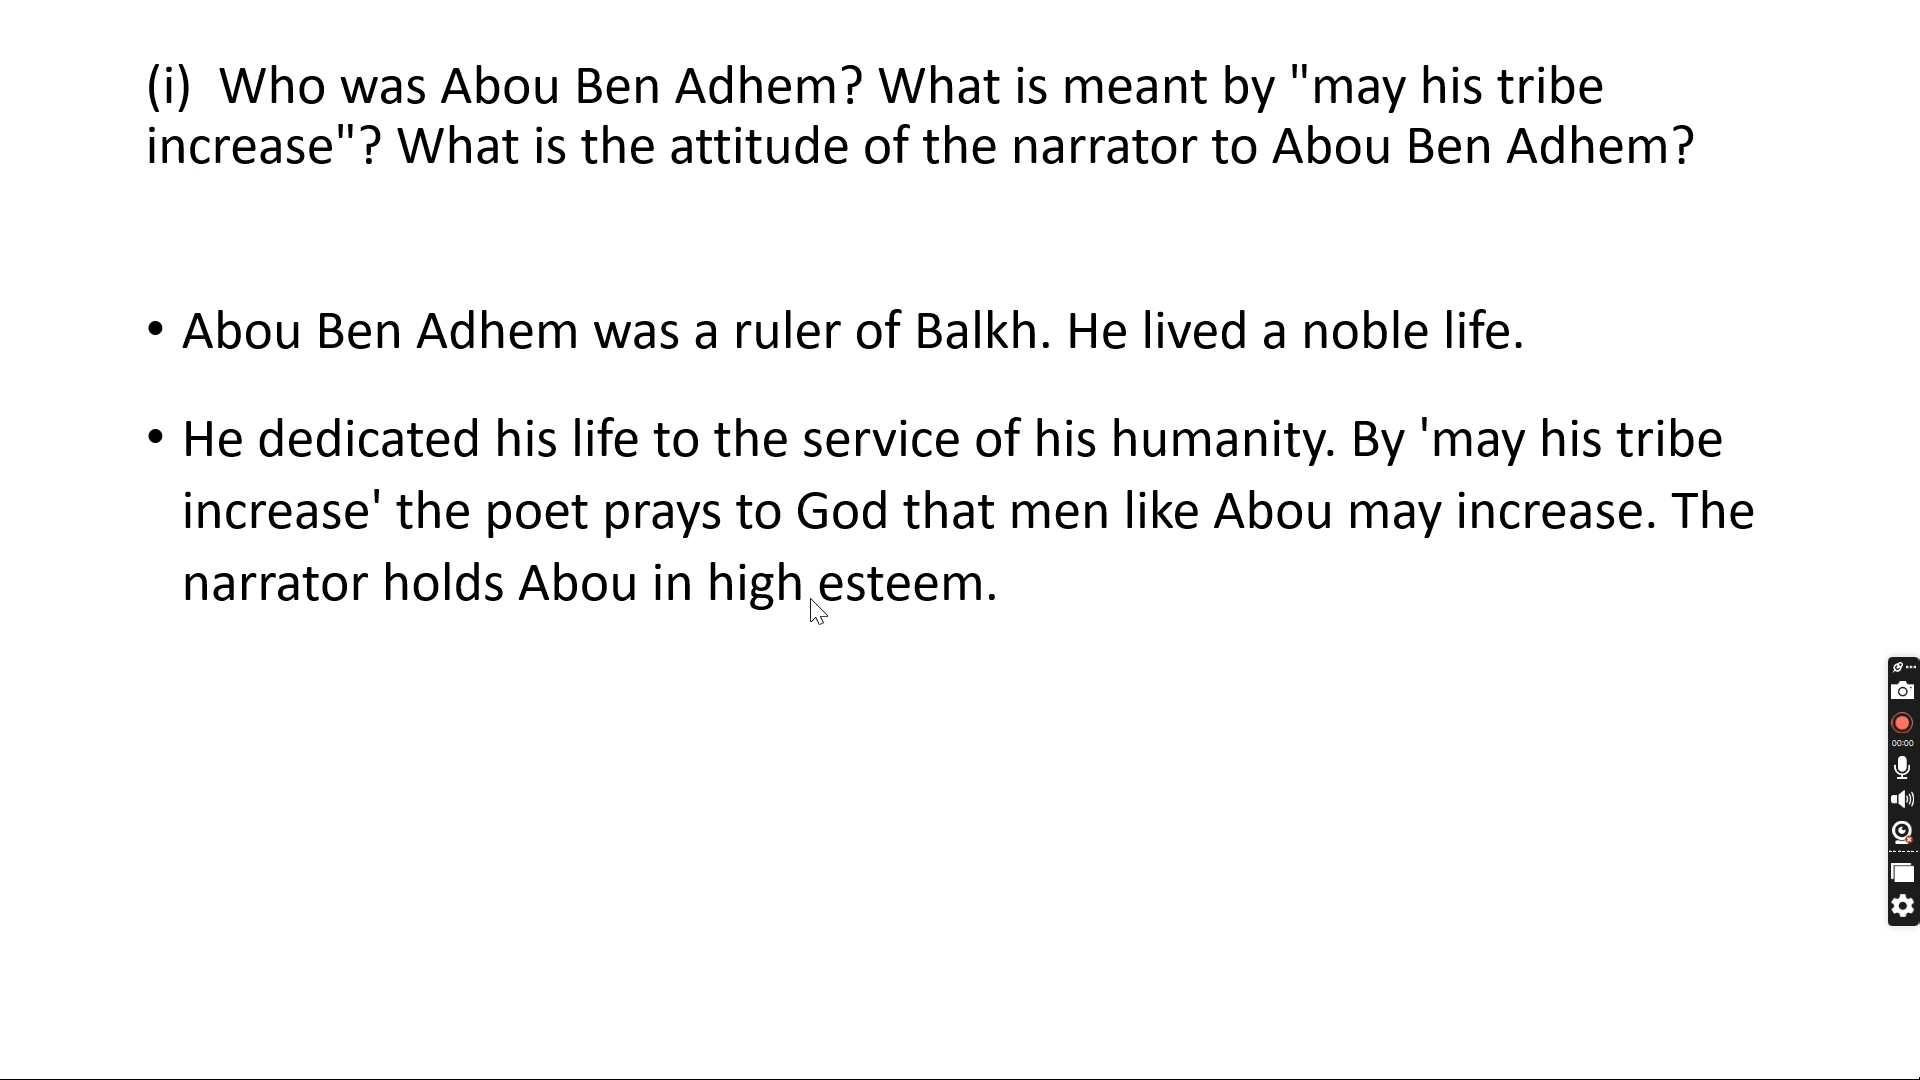 (i) Who was Abou Ben Adhem? What is meant by "may his tribe
increase"? What is the attitude of the narrator to Abou Ben Adhem?
• Abou Ben Adhem was a ruler of Balkh. He lived a noble life.
• He dedicated his life to the service of his humanity. By 'may his tribe
increase' the poet prays to God that men like Abou may increase. The
narrator holds Abou in high esteem.
00:00